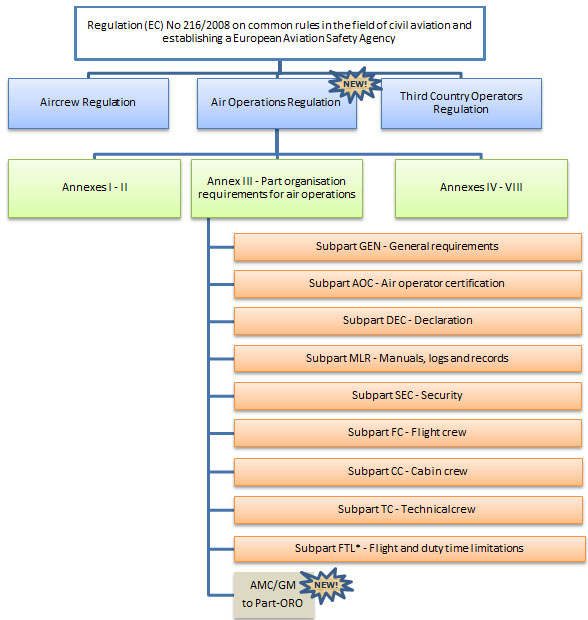 Regulation (EC) No 216/2008 on common rules in the field of civil aviation and
establishing a European Aviation Safety Agency
Aircrew Regulation
Air Operations Regulation
NEW!
Third Country Operators
Regulation
Annexes I - II
Annex III - Part organisation
requirements for air operations
Annexes IV - VIII
Subpart GEN - General requirements
Subpart AOC - Air operator certification
Subpart DEC - Declaration
Subpart MLR - Manuals, logs and records
Subpart SEC - Security
Subpart FC - Flight crew
Subpart CC - Cabin crew
Subpart TC - Technical crew
Subpart FTL* - Flight and duty time limitations
AMC/GM
to Part-ORO
NEW!